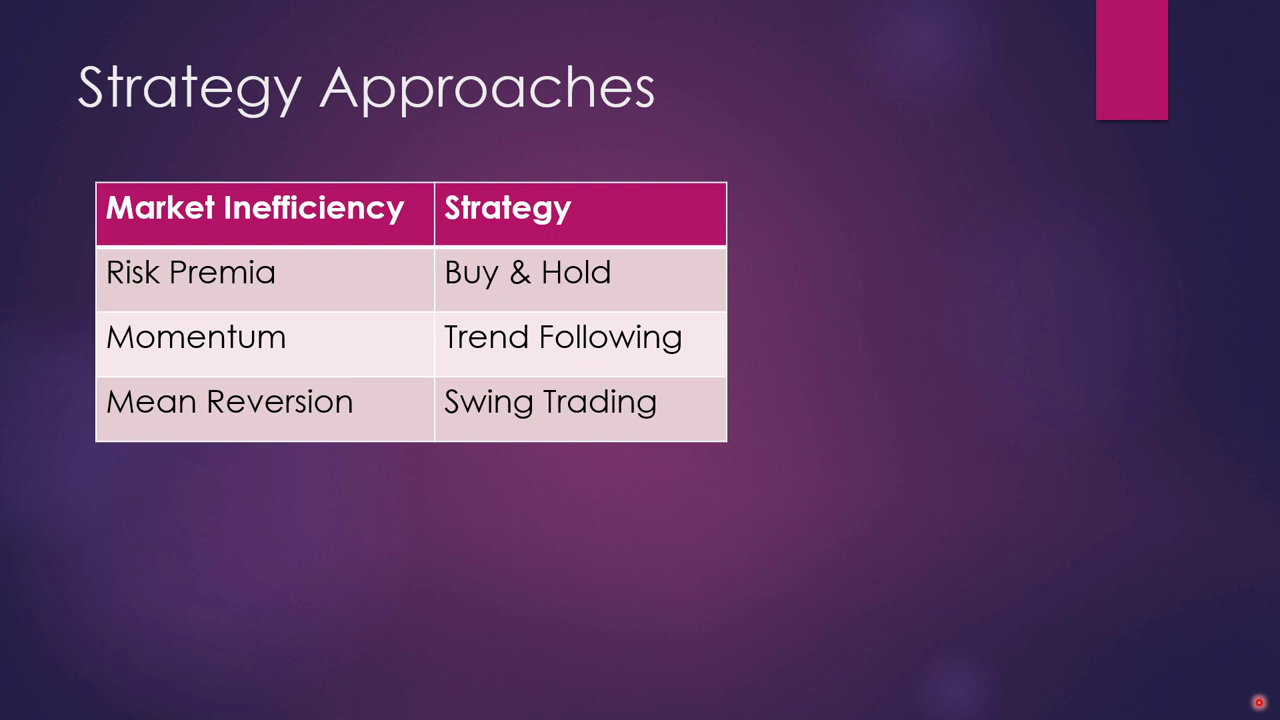 Strategy Approaches
Market Inefficiency Strategy
Risk Premia Buy & Hold
Momentum Trend Following
Mean Reversion Swing Trading